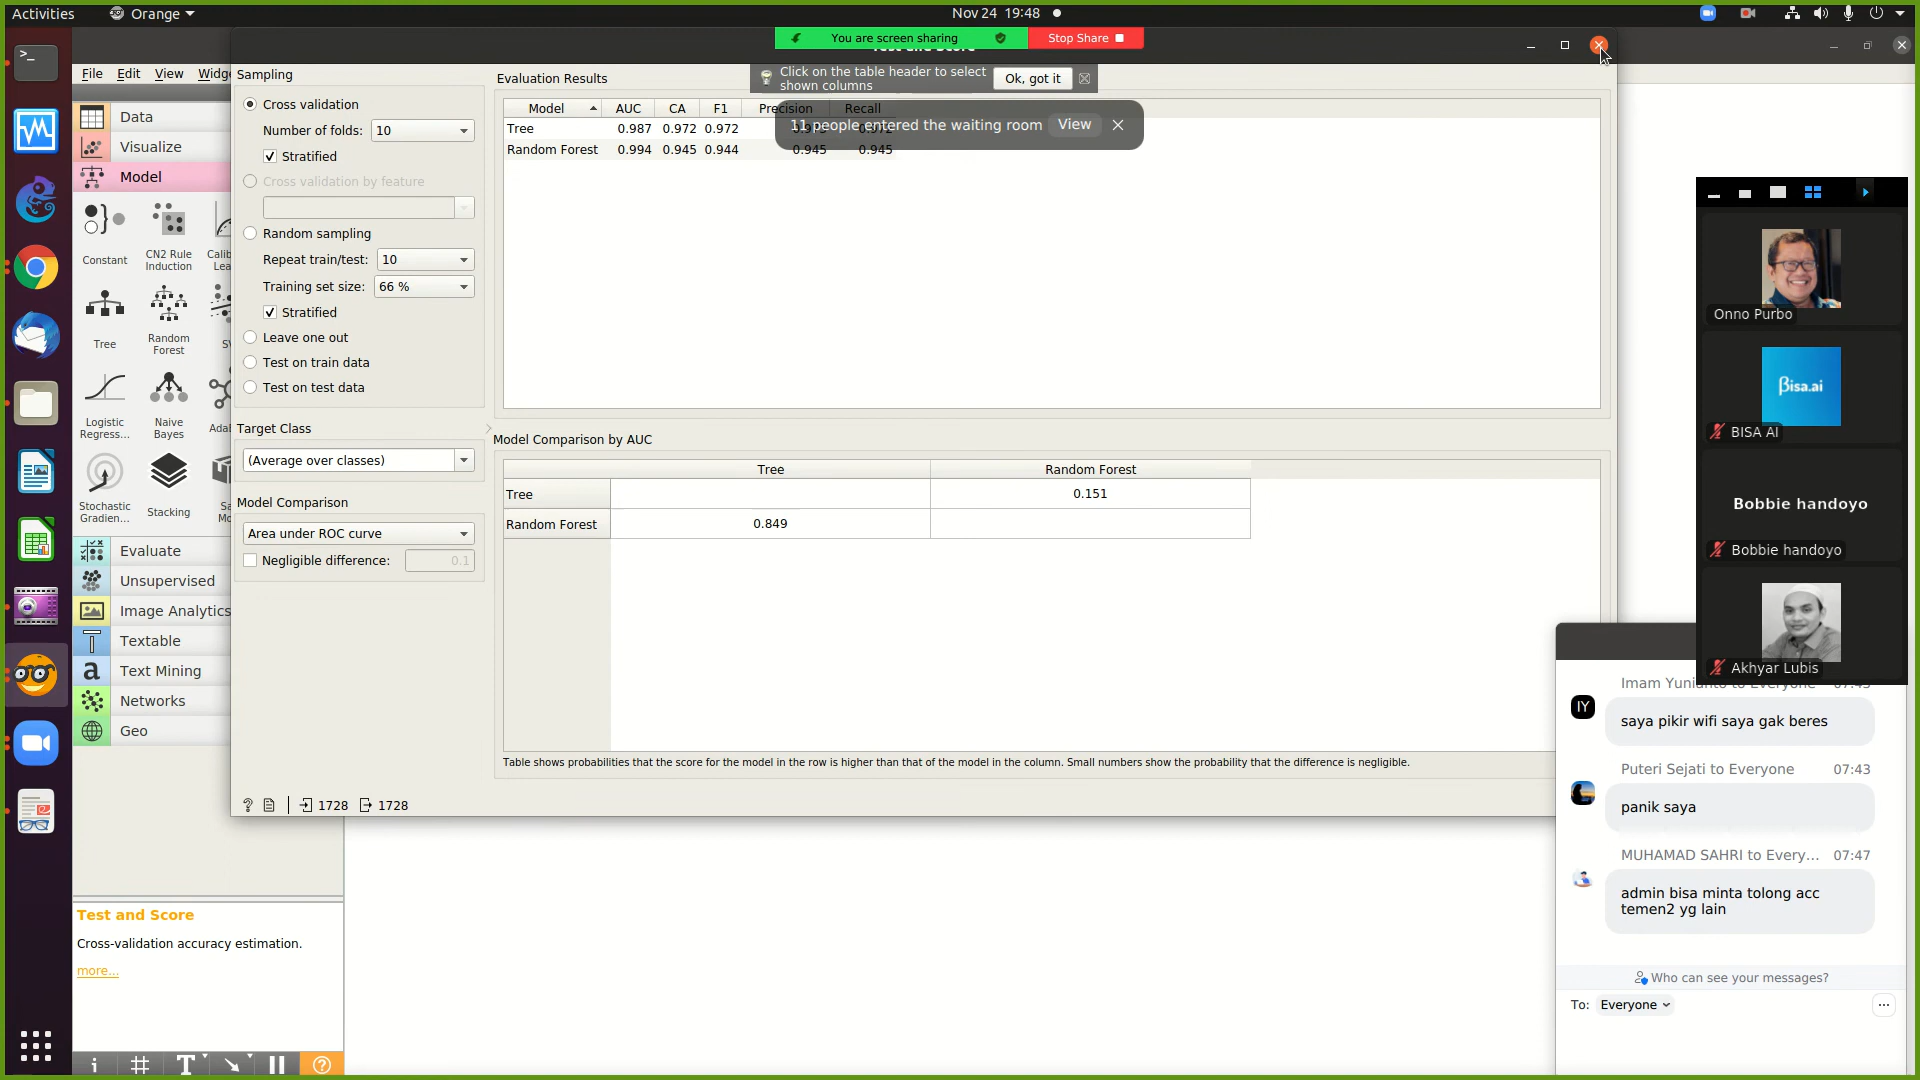 Activities
Orange
Nov 24 19:48
You are screen sharing
Stop Share
File Edit View
Sampling
Cross validation
Number of folds: 10
Stratified
Cross validation by feature
Random sampling
Repeat train/test: 10
Training set size: 66 %
Stratified
Leave one out
Test on train data
Test on test data
Target Class
(Average over classes)
Model Comparison
Area under ROC curve
Negligible difference: 0.1
? 1728 1728
Evaluation Results
Click on the table header to select
shown columns
Ok, got it
Model AUC CA F1 Precision Recall
11 people entered the waiting room View
Tree 0.987 0.972 0.972
Random Forest 0.994 0.945 0.944 0.945 0.945
Model Comparison by AUC
Tree Random Forest
Tree 0.151
Random Forest 0.849
Table shows probabilities that the score for the model in the row is higher than that of the model in the column. Small numbers show the probability that the difference is negligible.
Data
Visualize
Model
Constant
CN2 Rule
Induction
Tree
Random
Forest
Logistic
Regress...
Naive
Bayes
Stochastic
Gradien...
Stacking
Evaluate
Unsupervised
Image Analytics
Textable
Text Mining
Networks
Geo
Test and Score
Cross-validation accuracy estimation.
more...
Onno Purbo
βisa.ai
BISA AI
Bobbie handoyo
Bobbie handoyo
Akhyar Lubis
IY
saya pikir wifi saya gak beres
Puteri Sejati to Everyone 07:43
panik saya
MUHAMAD SAHRI to Every... 07:47
admin bisa minta tolong acc
temen2 yg lain
Who can see your messages?
To: Everyone